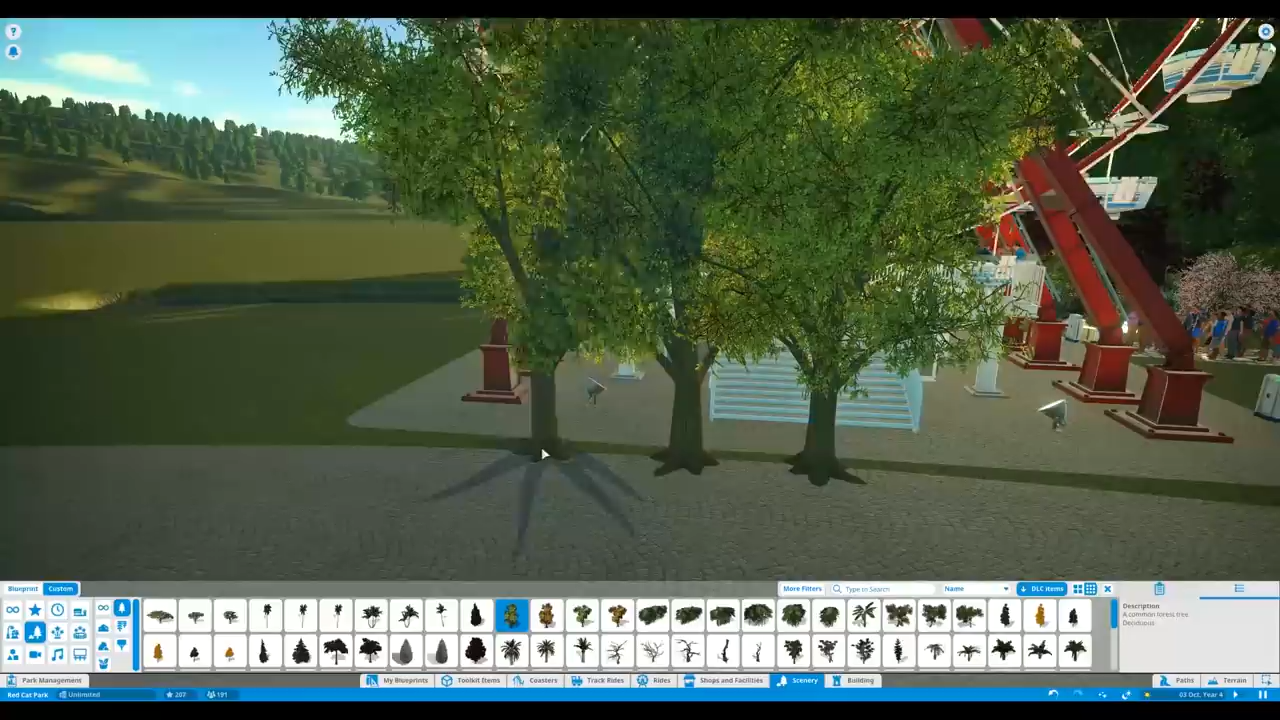 ?
Blueprint Custom More Filters Type in Search Name DLC items
Description
A common forest tree.
Deciduous
Park Management My Blueprints Toolkit Items Coasters Track Rides Rides Shops and Facilities Scenery Building Paths Terrain
Red Cat Park Unlimited 207 191 03 Oct, Year 4